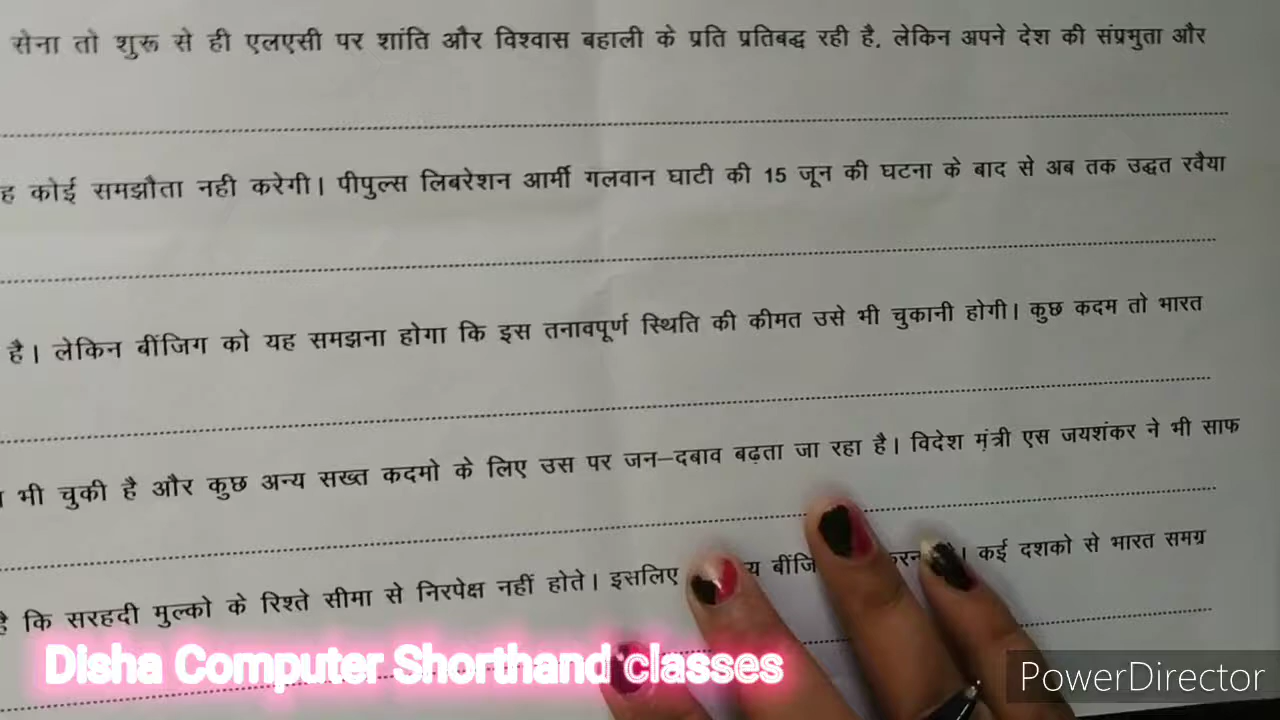 सेना तो शुरू से ही एलएसी पर शांति और विश्वास बहाली के प्रति प्रतिबद्ध रही है, लेकिन अपने देश की संप्रभुता और
कोई समझौता नही करेगी। पीपुल्स लिबरेशन आर्मी गलवान घाटी की 15 जून की घटना के बाद से अब तक उद्धत रवैया
है। लेकिन बींजिग को यह समझना होगा कि इस तनावपूर्ण स्थिति की कीमत उसे भी चुकानी होगी। कुछ कदम तो भारत
भी चुकी है और कुछ अन्य सख्त कदमो के लिए उस पर जन-दबाव बढ़ता जा रहा है। विदेश मंत्री एस जयशंकर ने भी साफ
है कि सरहदी मुल्को के रिश्ते सीमा से निरपेक्ष नहीं होते। इसलिए कई दशको से भारत समग्र
Disha Computer Shorthand classes
PowerDirector